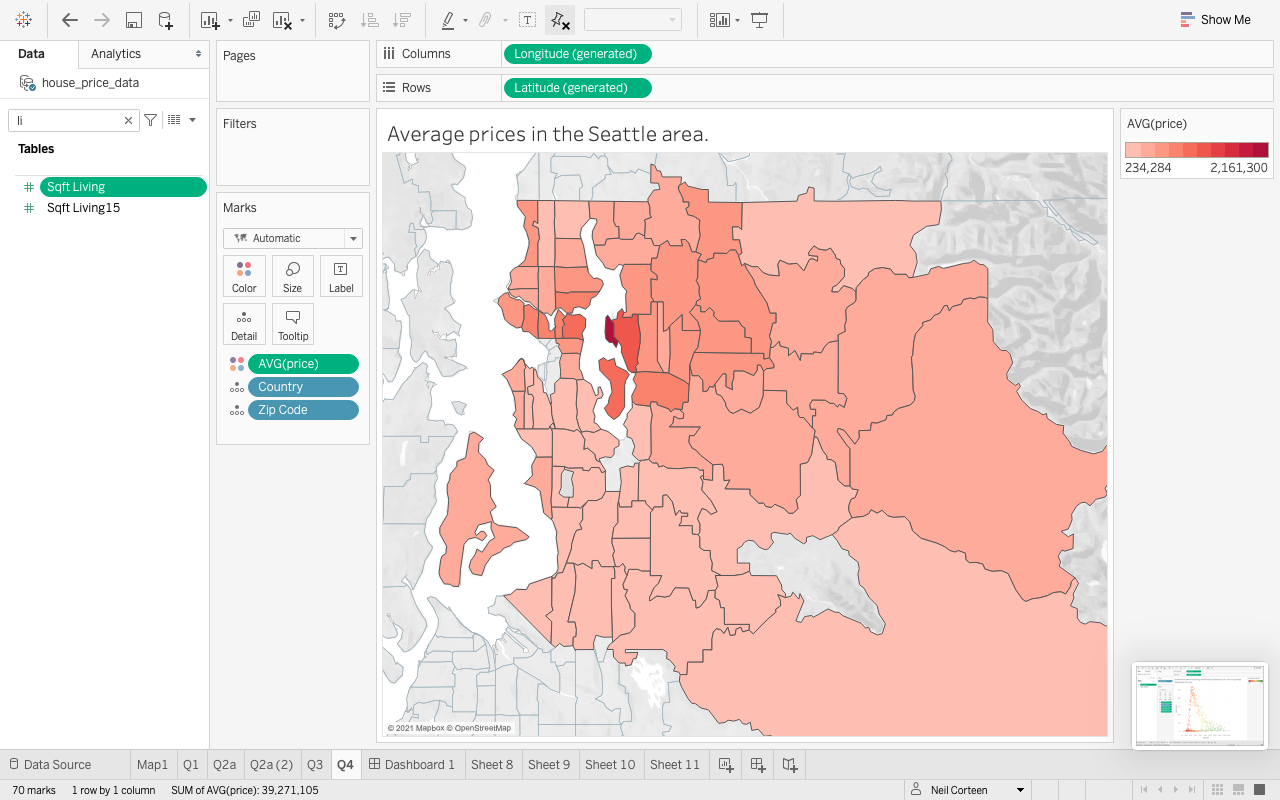 Show Me
Data
Analytics
Pages
Columns
Longitude (generated)
house_price_data
Rows
Latitude (generated)
li
Filters
Average prices in the Seattle area.
AVG(price)
234,284
2,161,300
Tables
Sqft Living
Sqft Living15
Marks
Automatic
Color
Size
Label
Detail
Tooltip
AVG(price)
Country
Zip Code
© 2021 Mapbox © OpenStreetMap
Data Source
Map1
Q1
Q2a
Q2a (2)
Q3
Q4
Dashboard 1
Sheet 8
Sheet 9
Sheet 10
Sheet 11
70 marks
1 row by 1 column
SUM of AVG(price): 39,271,105
Neil Corteen